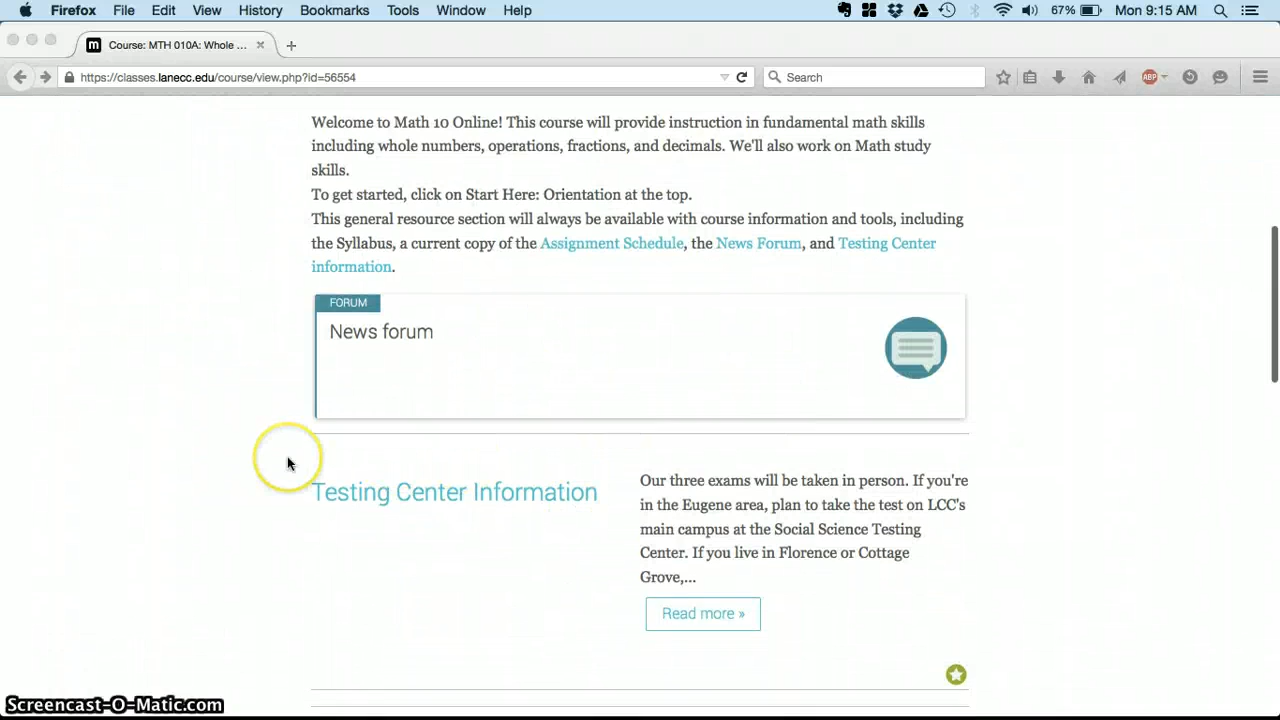 Firefox File Edit View History Bookmarks Tools Window Help 67% Mon 9:15 AM
m Course: MTH 010A: Whole ...
https://classes.lanecc.edu/course/view.php?id=56554 Search ABP
Welcome to Math 10 Online! This course will provide instruction in fundamental math skills
including whole numbers, operations, fractions, and decimals. We'll also work on Math study
skills.
To get started, click on Start Here: Orientation at the top.
This general resource section will always be available with course information and tools, including
the Syllabus, a current copy of the Assignment Schedule, the News Forum, and Testing Center
information.
FORUM
News forum
Testing Center Information
Our three exams will be taken in person. If you're
in the Eugene area, plan to take the test on LCC's
main campus at the Social Science Testing
Center. If you live in Florence or Cottage
Grove,...
Read more »
Screencast-O-Matic.com